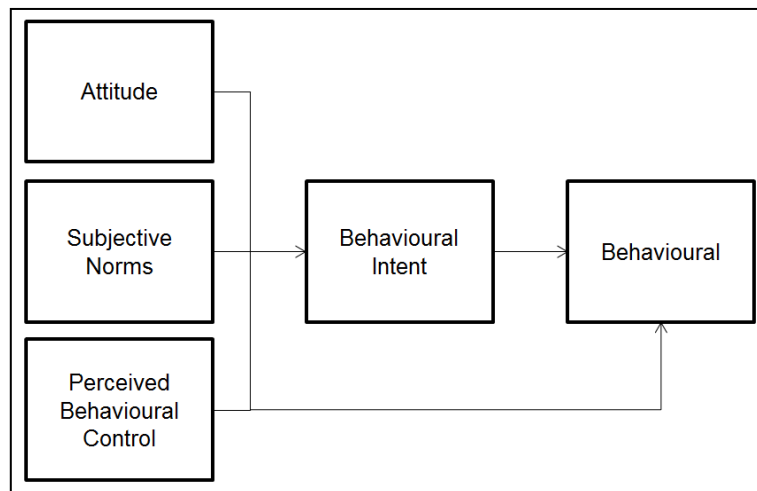 Attitude
Subjective
Norms
Behavioural
Intent
Behavioural
Perceived
Behavioural
Control